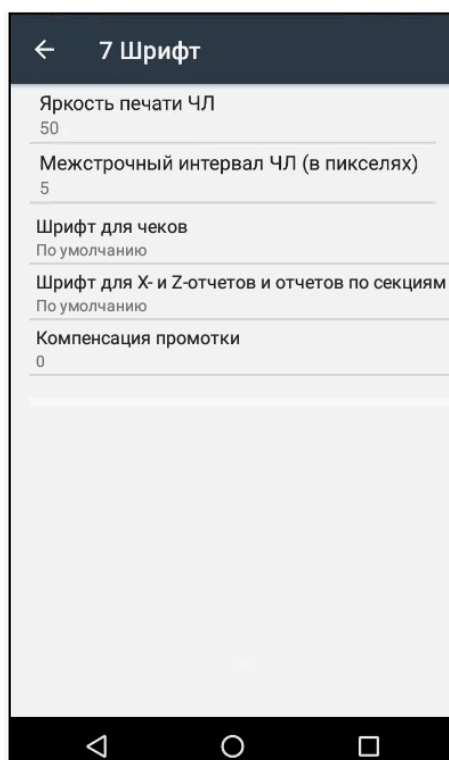 7 Шрифт
Яркость печати ЧЛ
50
Межстрочный интервал ЧЛ (в пикселях)
5
Шрифт для чеков
По умолчанию
Шрифт для X- и Z-отчетов и отчетов по секциям
По умолчанию
Компенсация промотки
0